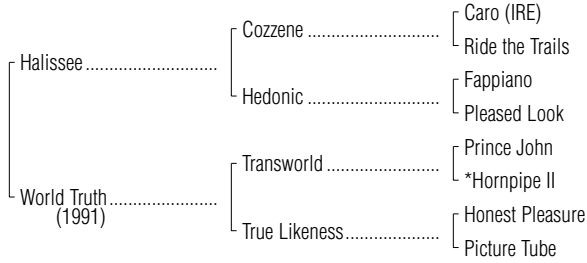 Caro (IRE)
Cozzene
Ride the Trails
Halissee
Fappiano
Hedonic
Pleased Look
Prince John
Transworld
*Hornpipe II
World Truth
(1991)
Honest Pleasure
True Likeness
Picture Tube